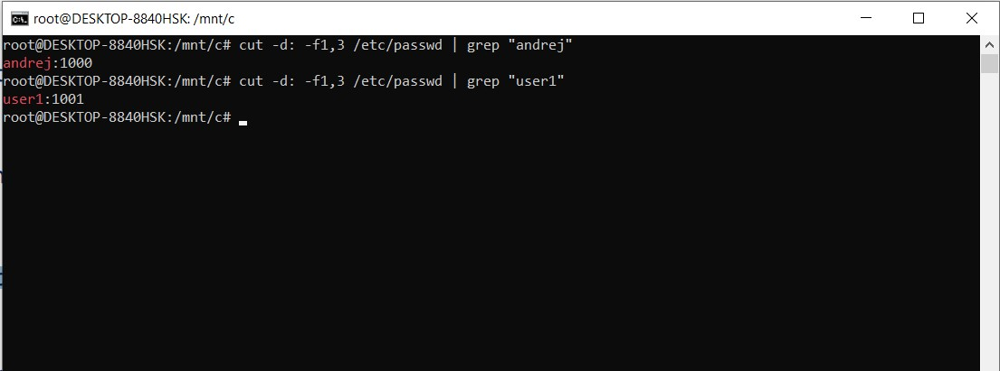 root@DESKTOP-8840HSK: /mnt/c
root@DESKTOP-8840HSK:/mnt/c# cut -d: -f1,3 /etc/passwd | grep "andrej"
andrej:1000
root@DESKTOP-8840HSK:/mnt/c# cut -d: -f1,3 /etc/passwd | grep "user1"
user1:1001
root@DESKTOP-8840HSK:/mnt/c#